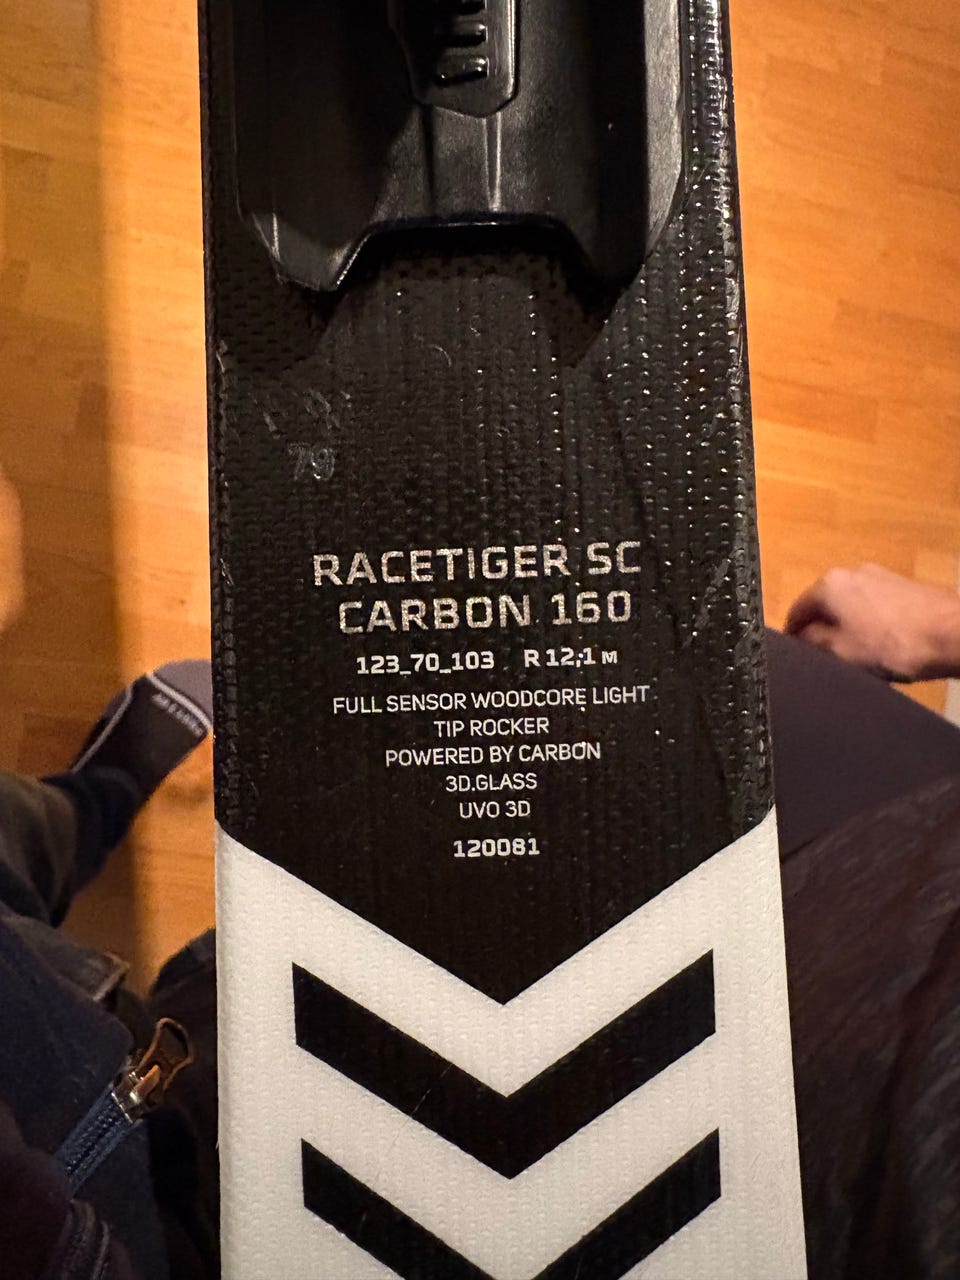 79
RACETIGER SC
CARBON 160
123_70_103 R 12,1 M
FULL SENSOR WOODCORE LIGHT
TIP ROCKER
POWERED BY CARBON
3D.GLASS
UVO 3D
120081